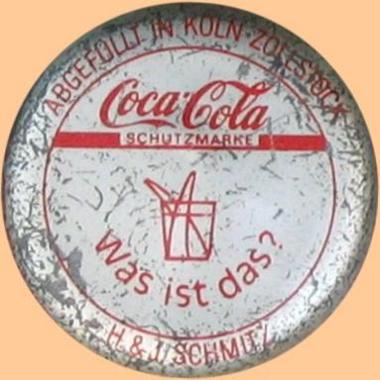 ABGEFÜLLT IN KÖLN-ZOLLSTOCK
Coca-Cola
SCHUTZMARKE
Was ist das?
H. & J. SCHMITZ